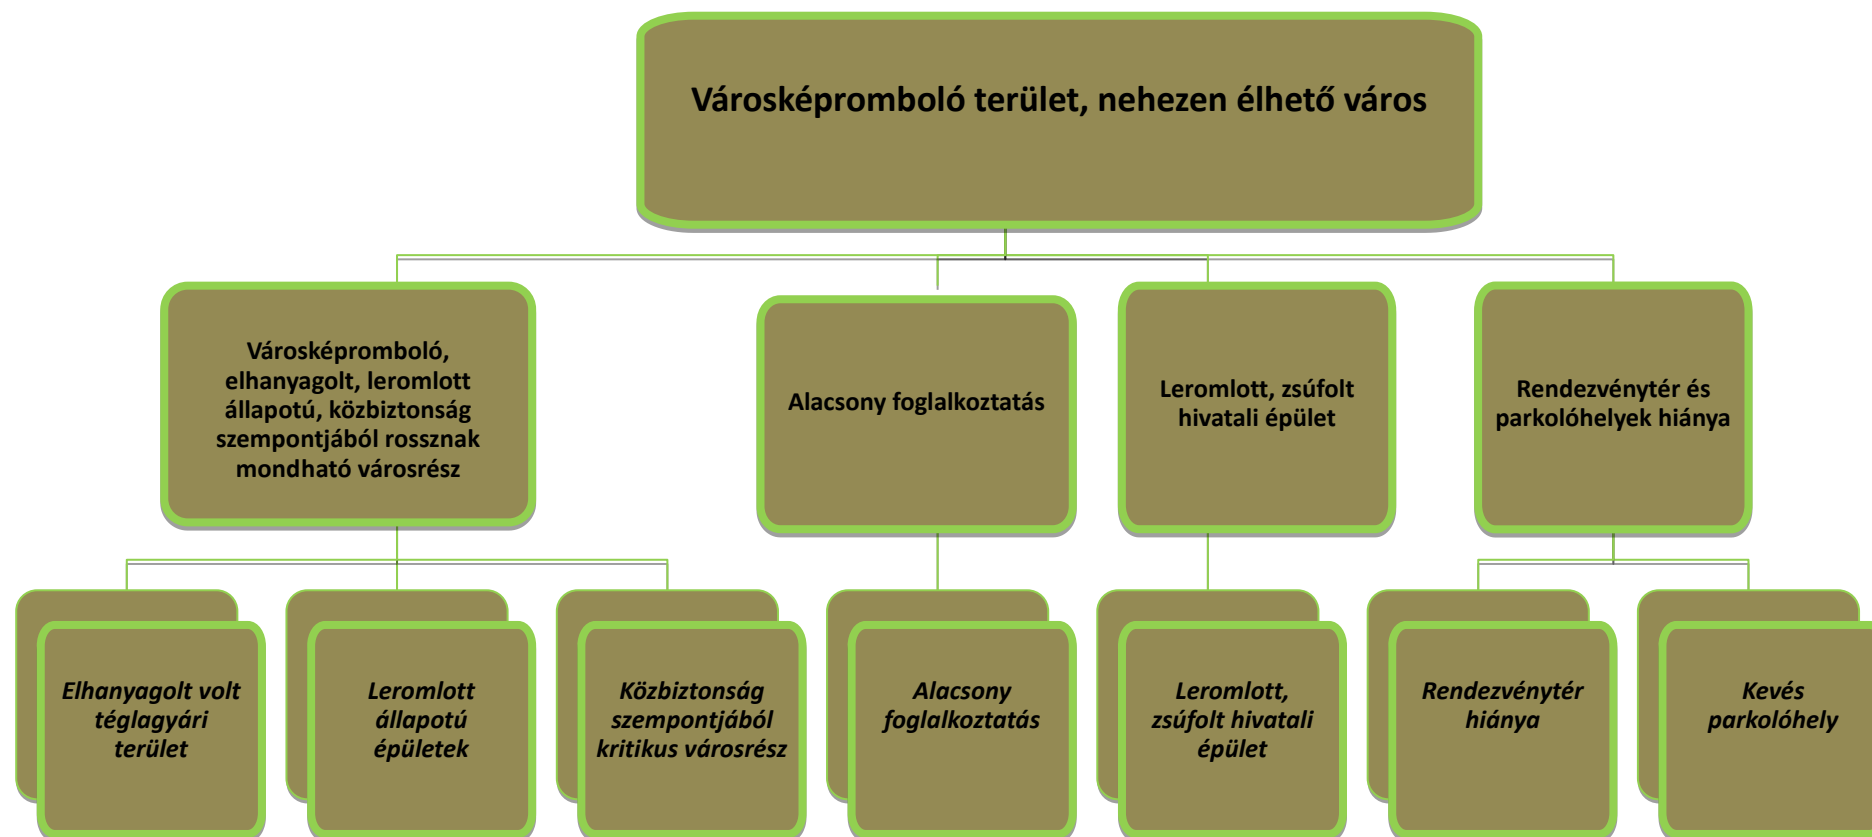 Városképromboló terület, nehezen élhető város
Városképromboló,
elhanyagolt, leromlott
állapotú, közbiztonság
szempontjából rossznak
mondható városrész
Alacsony foglalkoztatás
Leromlott, zsúfolt
hivatali épület
Rendezvénytér és
parkolóhelyek hiánya
Elhanyagolt volt
téglagyári
terület
Leromlott
állapotú
épületek
Közbiztonság
szempontjából
kritikus városrész
Alacsony
foglalkoztatás
Leromlott,
zsúfolt hivatali
épület
Rendezvénytér
hiánya
Kevés
parkolóhely